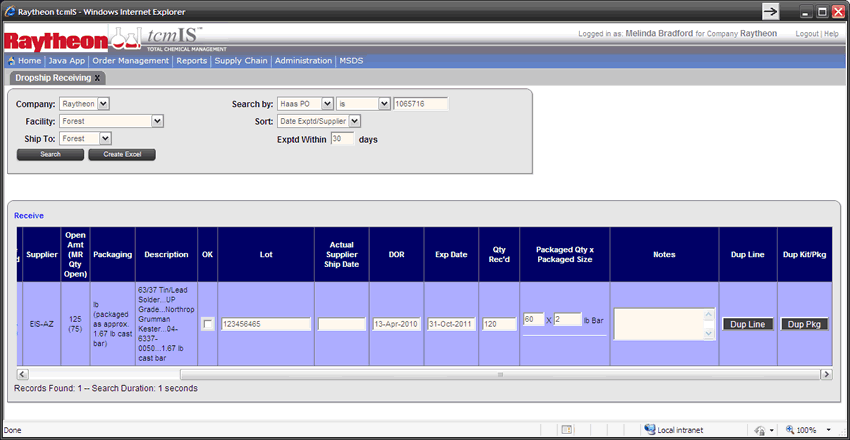 Raytheon tcmIS - Windows Internet Explorer
Raytheon tcmIS™
TOTAL CHEMICAL MANAGEMENT
Logged in as: Melinda Bradford for Company Raytheon Logout | Help
Home | Java App | Order Management | Reports | Supply Chain | Administration | MSDS
Dropship Receiving X
Company: Raytheon Search by: Haas PO is 1065716
Facility: Forest Sort: Date Exptd/Supplier
Ship To: Forest Exptd Within 30 days
Search Create Excel
Receive
Supplier
Open Amt (MR Qty Open)
Packaging
Description
OK
Lot
Actual Supplier Ship Date
DOR
Exp Date
Qty Rec'd
Packaged Qty x Packaged Size
Notes
Dup Line
Dup Kit/Pkg
EIS-AZ
125
(75)
lb
(packaged
as approx.
1.67 lb cast
bar)
63/37 Tin/Lead
Solder...UP
Grade...Northrop
Grumman
Kester...04-
6337-
0050...1.67 lb
cast bar
123456465
13-Apr-2010
31-Oct-2011
120
60 X 2 lb Bar
Dup Line
Dup Pkg
Records Found: 1 -- Search Duration: 1 seconds
Done Local intranet 100%